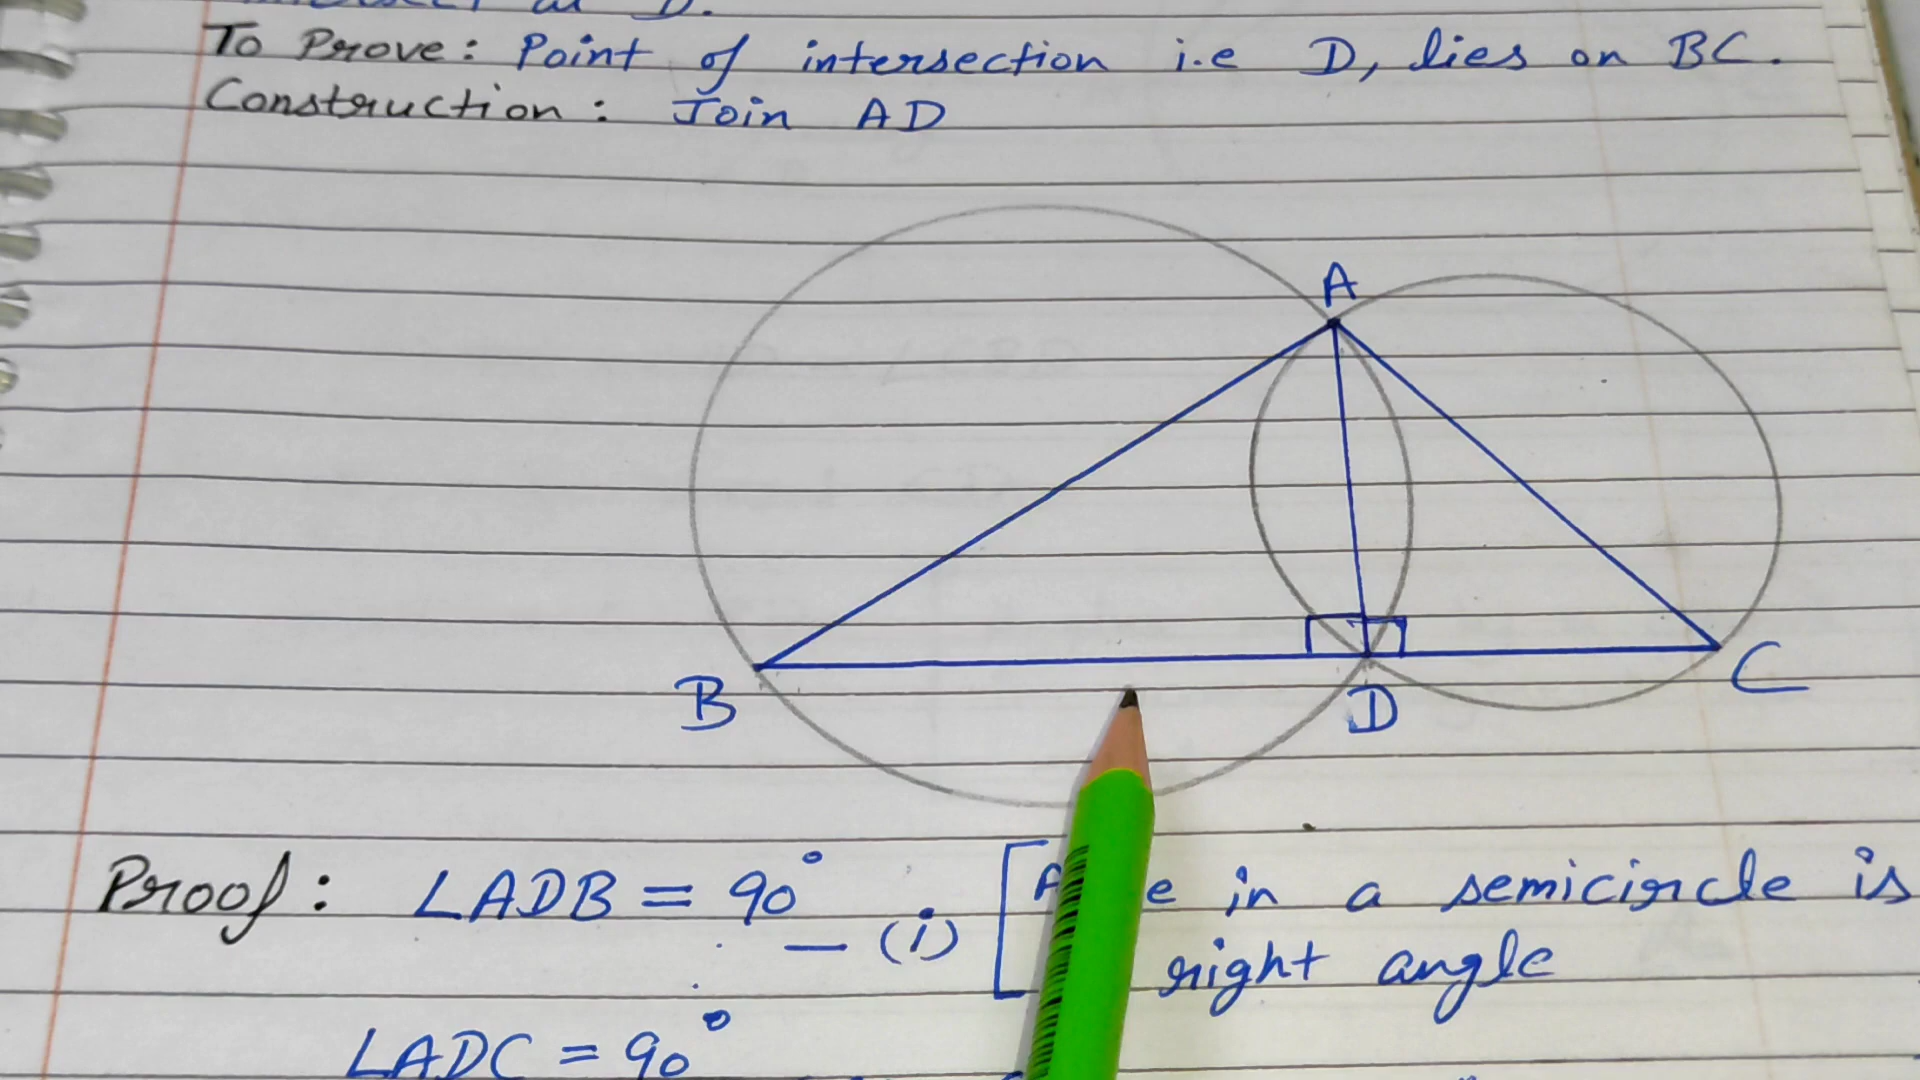 at D.
To Prove: Point of intersection i.e D, lies on BC.
Construction: Join AD
A
B
D
C
Proof: ∠ADB = 90° — (i) [ in a semicircle is
right angle
∠ADC = 90°